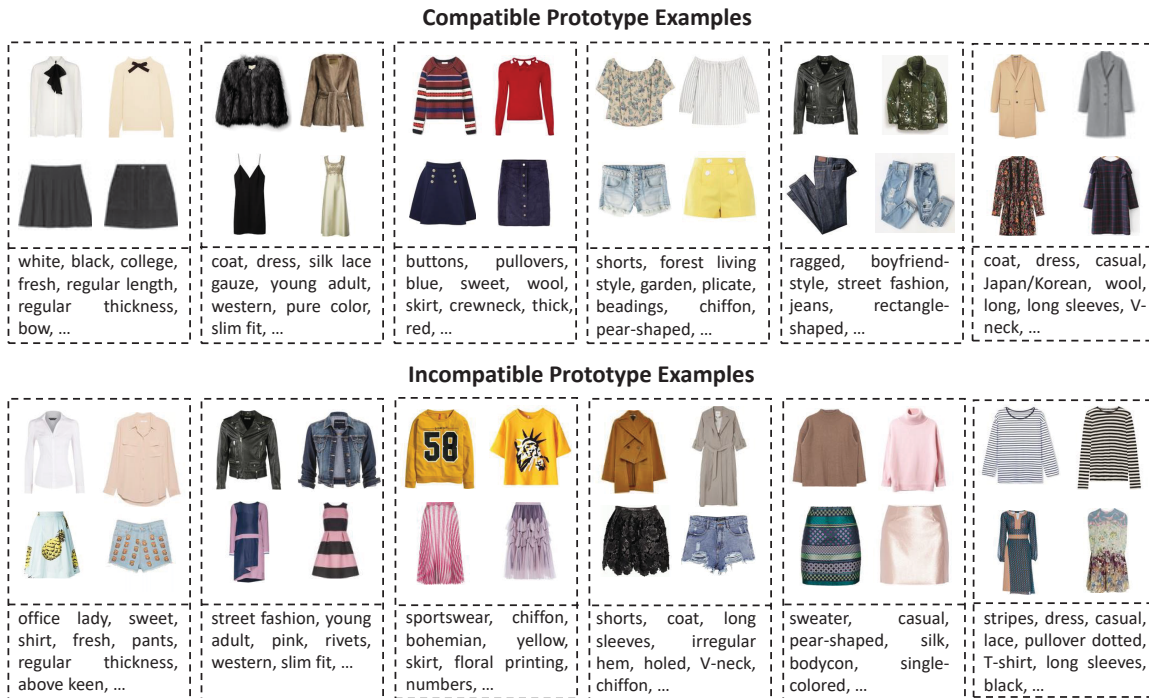 Compatible Prototype Examples
white, black, college,
fresh, regular length,
regular thickness,
bow, ...
coat, dress, silk lace
gauze, young adult,
western, pure color,
slim fit, ...
buttons, pullovers,
blue, sweet, wool,
skirt, crewneck, thick,
red, ...
shorts, forest living
style, garden, plicate,
beadings, chiffon,
pear-shaped, ...
ragged, boyfriend-
style, street fashion,
jeans, rectangle-
shaped, ...
coat, dress, casual,
Japan/Korean, wool,
long, long sleeves, V-
neck, ...
Incompatible Prototype Examples
58
office lady, sweet,
shirt, fresh, pants,
regular thickness,
above keen, ...
street fashion, young
adult, pink, rivets,
western, slim fit, ...
sportswear, chiffon,
bohemian, yellow,
skirt, floral printing,
numbers, ...
shorts, coat, long
sleeves, irregular
hem, holed, V-neck,
chiffon, ...
sweater, casual,
pear-shaped, silk,
bodycon, single-
colored, ...
stripes, dress, casual,
lace, pullover dotted,
T-shirt, long sleeves,
black, ...